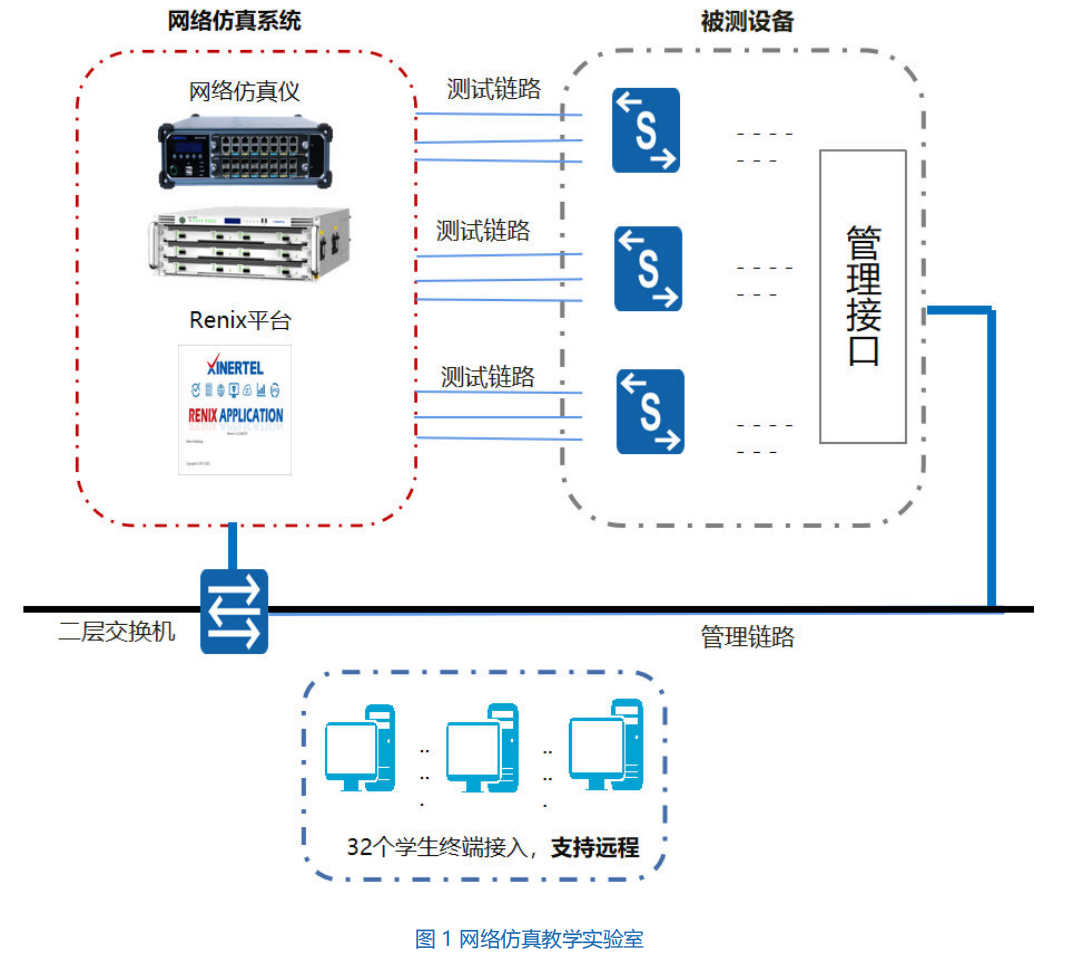 网络仿真系统
被测设备
网络仿真仪
测试链路
测试链路
Renix平台
XINERTEL
RENIX APPLICATION
测试链路
管理接口
二层交换机
管理链路
32个学生终端接入，支持远程
图 1 网络仿真教学实验室